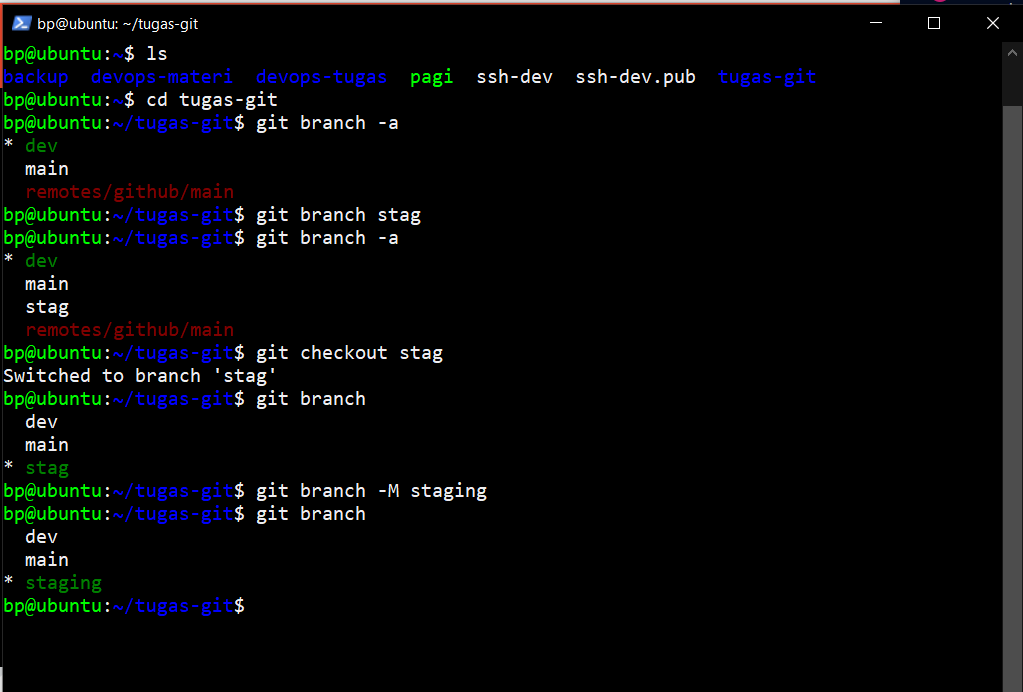 bp@ubuntu: ~/tugas-git
bp@ubuntu:~$ ls
backup  devops-materi  devops-tugas  pagi  ssh-dev  ssh-dev.pub  tugas-git
bp@ubuntu:~$ cd tugas-git
bp@ubuntu:~/tugas-git$ git branch -a
* dev
  main
  remotes/github/main
bp@ubuntu:~/tugas-git$ git branch stag
bp@ubuntu:~/tugas-git$ git branch -a
* dev
  main
  stag
  remotes/github/main
bp@ubuntu:~/tugas-git$ git checkout stag
Switched to branch 'stag'
bp@ubuntu:~/tugas-git$ git branch
  dev
  main
* stag
bp@ubuntu:~/tugas-git$ git branch -M staging
bp@ubuntu:~/tugas-git$ git branch
  dev
  main
* staging
bp@ubuntu:~/tugas-git$